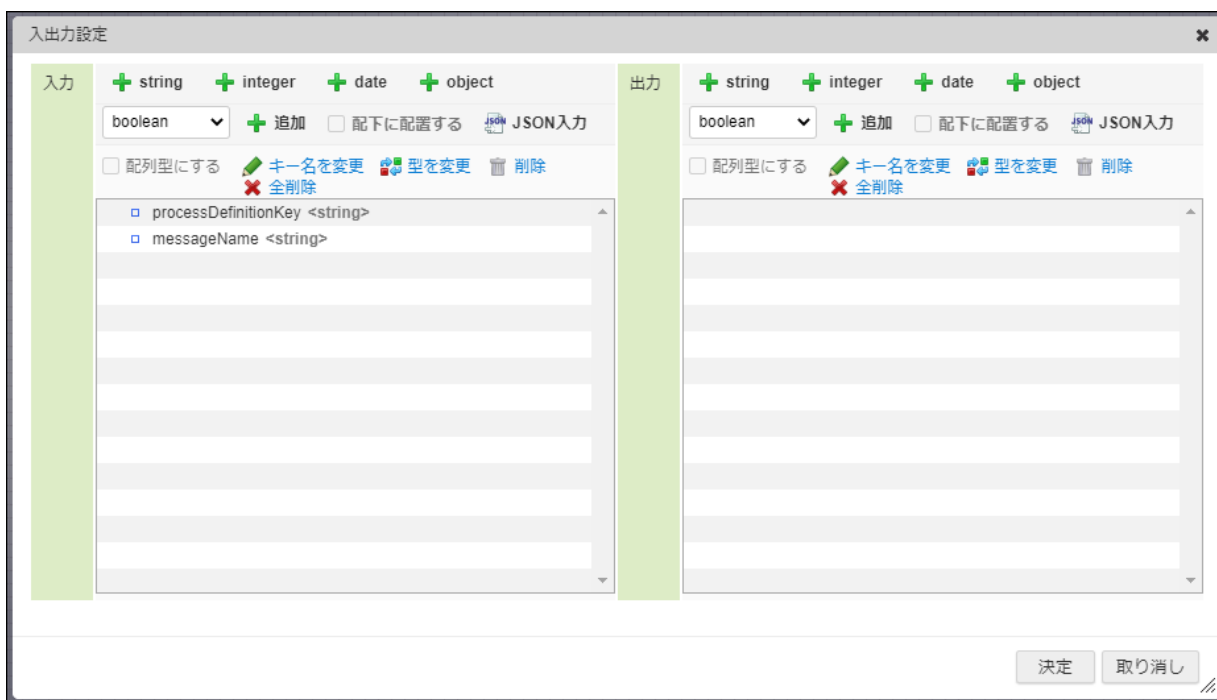 入出力設定
入力
string integer date object
boolean 追加 配下に配置する JSON入力
配列型にする キー名を変更 型を変更 削除
全削除
processDefinitionKey <string>
messageName <string>
出力
string integer date object
boolean 追加 配下に配置する JSON入力
配列型にする キー名を変更 型を変更 削除
全削除
決定 取り消し